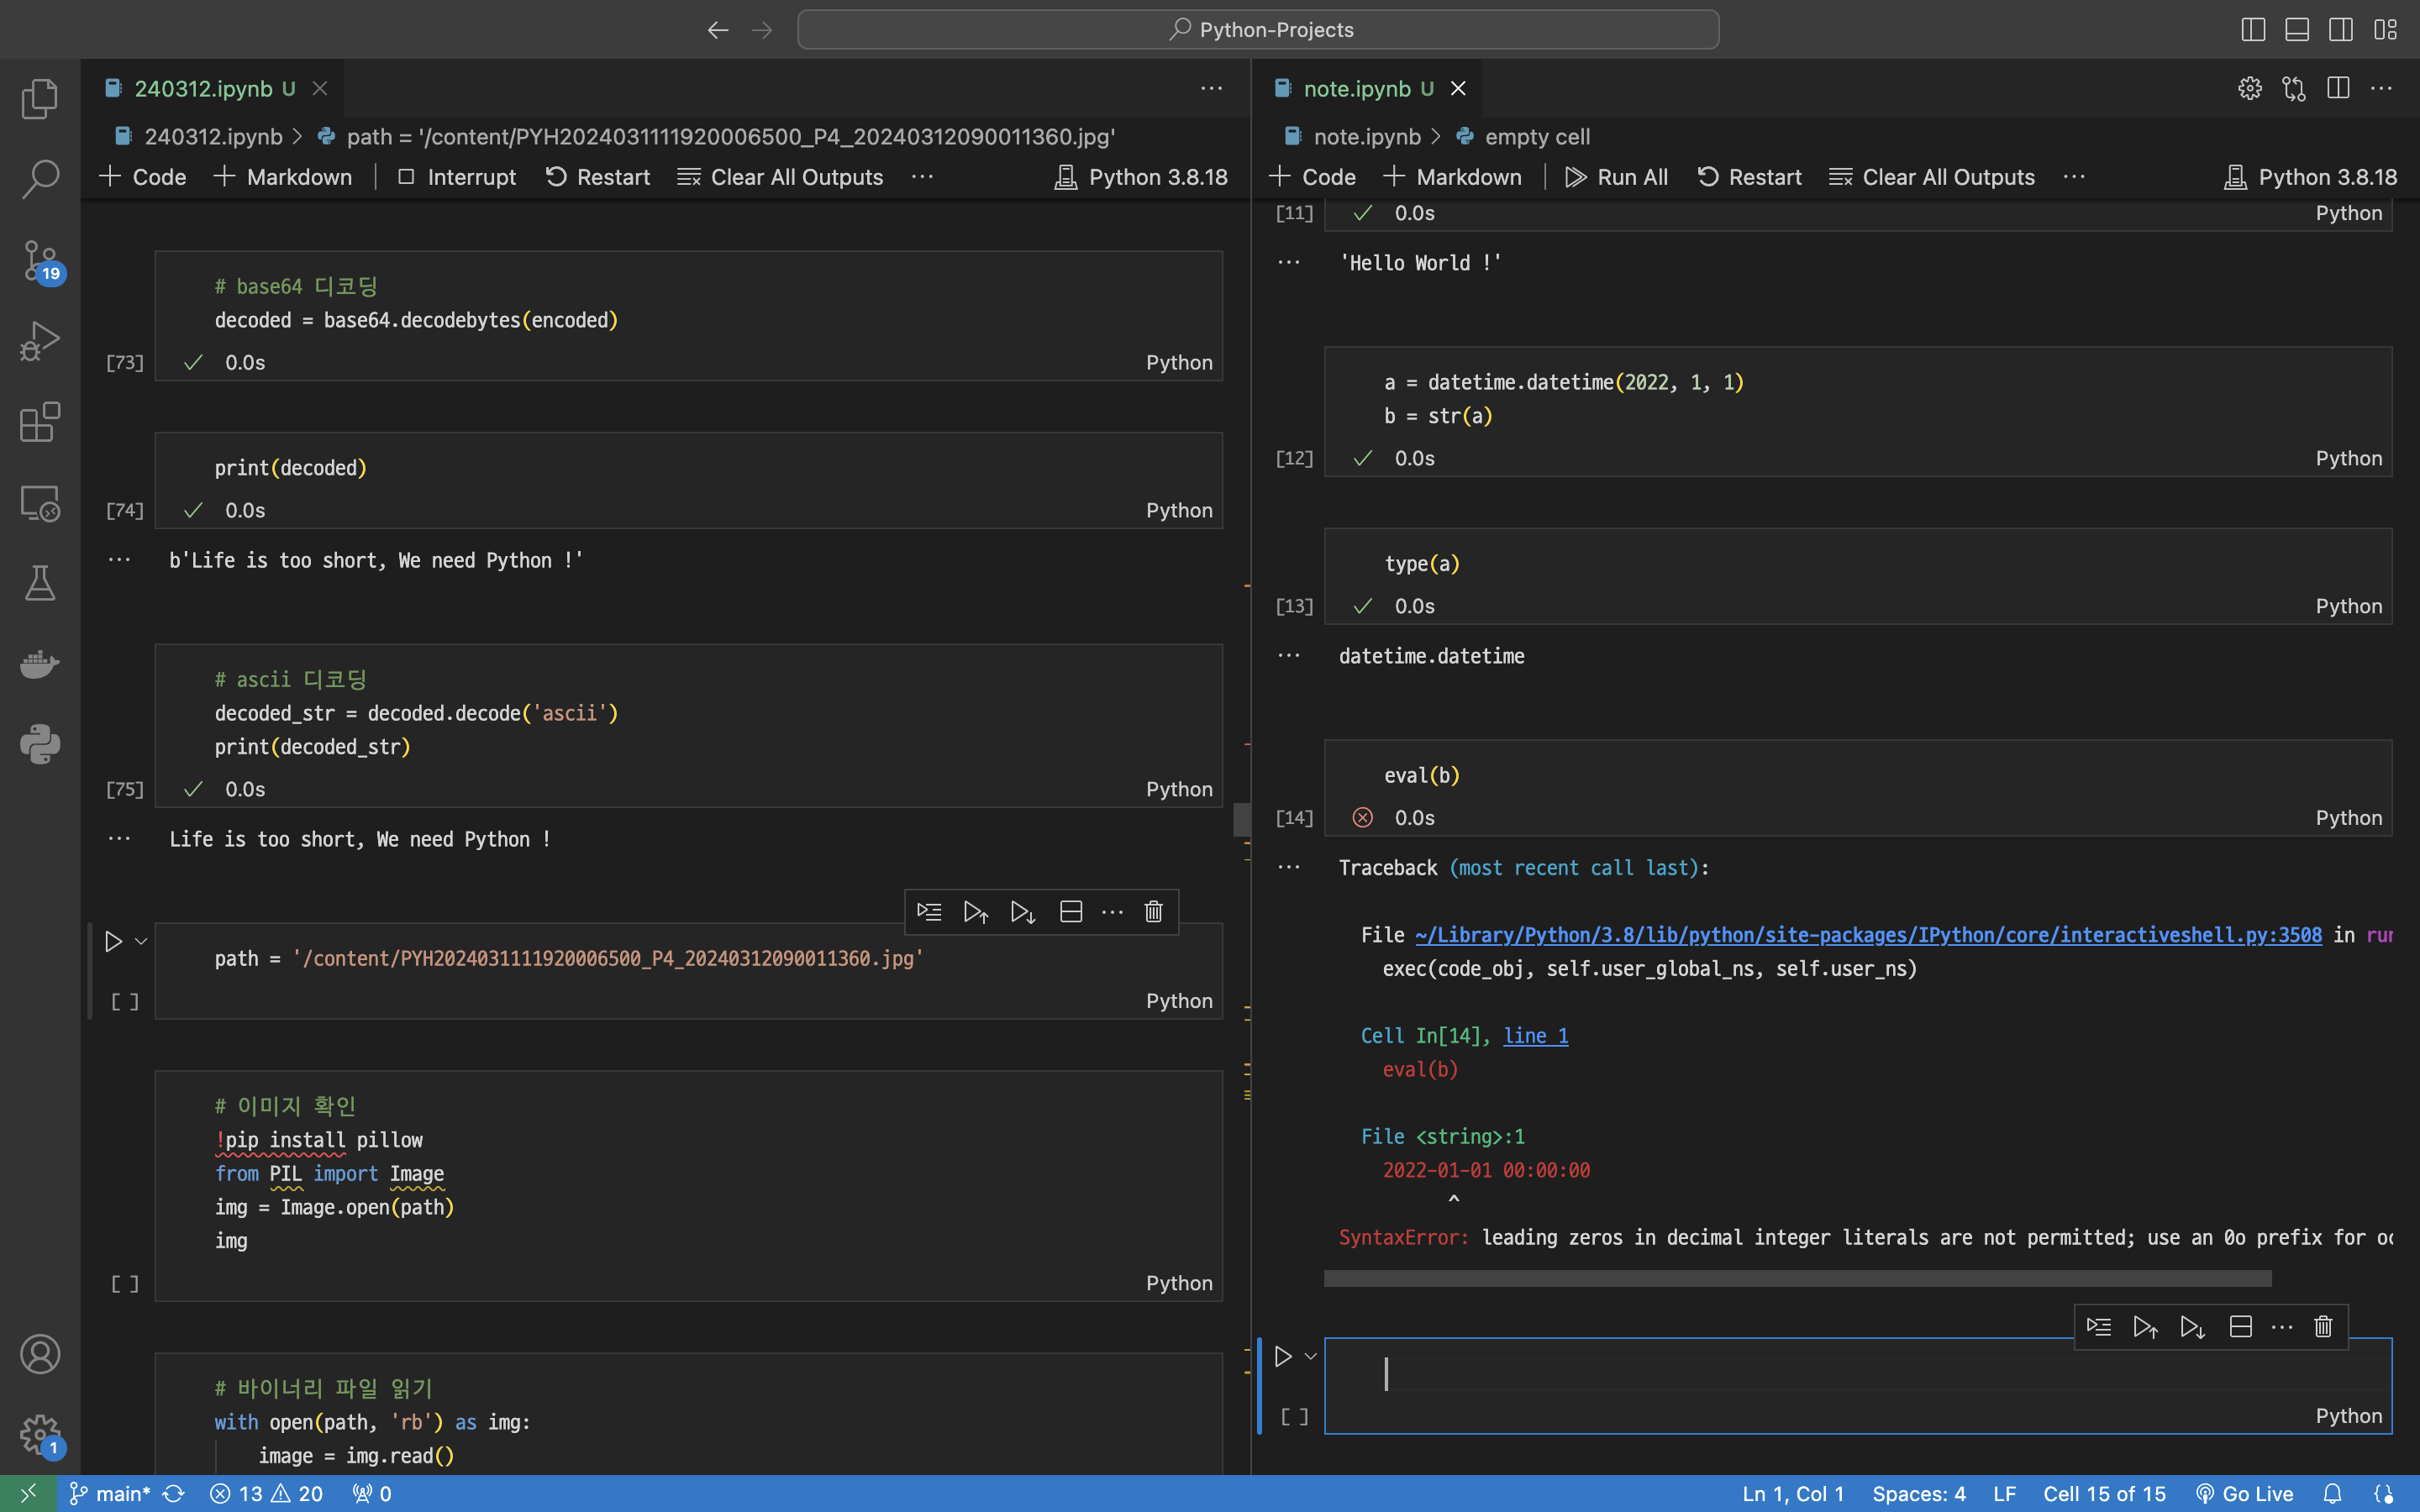 Python-Projects
240312.ipynb U
240312.ipynb > path = '/content/PYH2024031111920006500_P4_20240312090011360.jpg'
Code Markdown Interrupt Restart Clear All Outputs ... Python 3.8.18
# base64 디코딩
decoded = base64.decodebytes(encoded)
[73] 0.0s Python
print(decoded)
[74] 0.0s Python
... b'Life is too short, We need Python !'
# ascii 디코딩
decoded_str = decoded.decode('ascii')
print(decoded_str)
[75] 0.0s Python
... Life is too short, We need Python !
path = '/content/PYH2024031111920006500_P4_20240312090011360.jpg'
[ ] Python
# 이미지 확인
!pip install pillow
from PIL import Image
img = Image.open(path)
img
[ ] Python
# 바이너리 파일 읽기
with open(path, 'rb') as img:
image = img.read()
note.ipynb U
note.ipynb > empty cell
Code Markdown Run All Restart Clear All Outputs ... Python 3.8.18
[11] 0.0s Python
... 'Hello World !'
a = datetime.datetime(2022, 1, 1)
b = str(a)
[12] 0.0s Python
type(a)
[13] 0.0s Python
... datetime.datetime
eval(b)
[14] 0.0s Python
... Traceback (most recent call last):
File ~/Library/Python/3.8/lib/python/site-packages/IPython/core/interactiveshell.py:3508 in
exec(code_obj, self.user_global_ns, self.user_ns)
Cell In[14], line 1
eval(b)
File <string>:1
2022-01-01 00:00:00
^
SyntaxError: leading zeros in decimal integer literals are not permitted; use an 0o prefix for
[ ] Python
19
1
main* 13 20 0
Ln 1, Col 1 Spaces: 4 LF Cell 15 of 15 Go Live